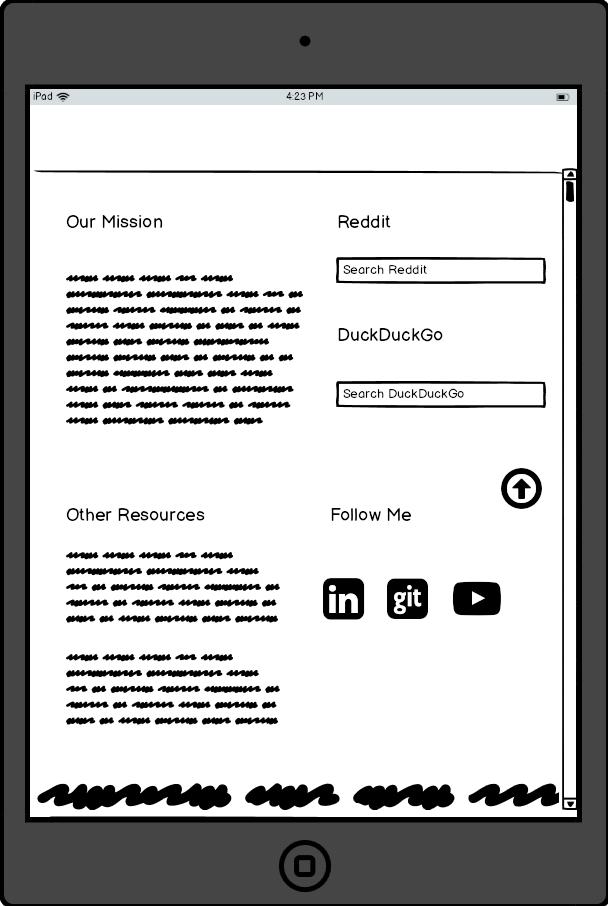 iPad
4:23 PM
Our Mission
Reddit
Search Reddit
DuckDuckGo
Search DuckDuckGo
Other Resources
Follow Me
in
git